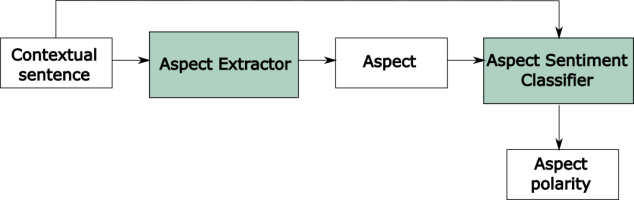 Contextual
sentence
Aspect Extractor
Aspect
Aspect Sentiment
Classifier
Aspect
polarity